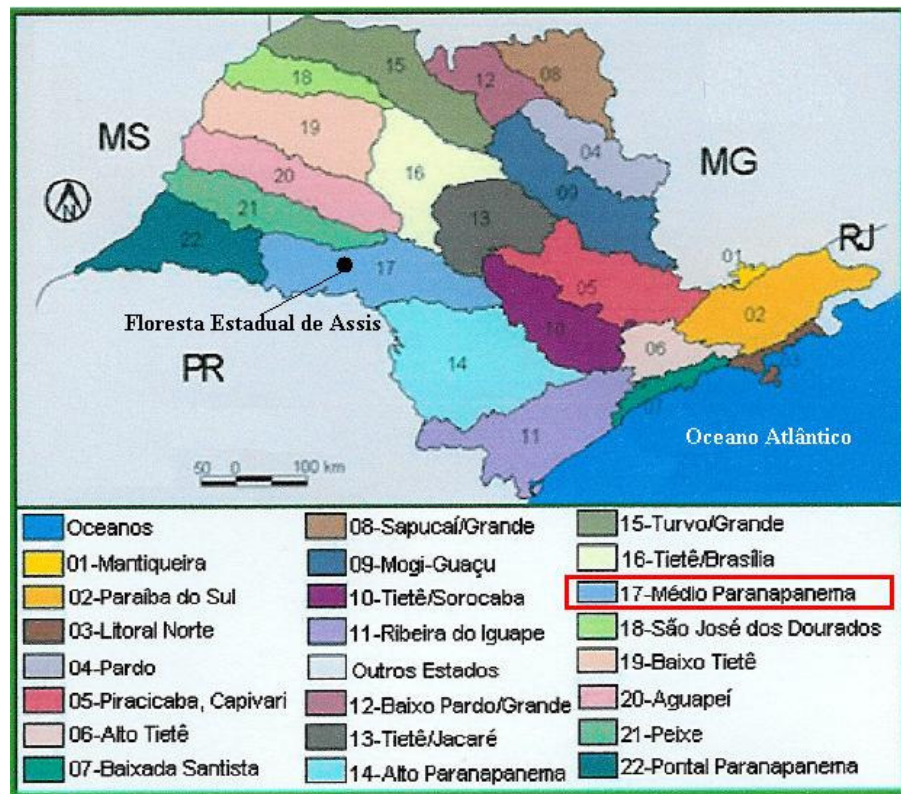 15
18
12
08
MS
19
04
MG
16
20
09
21
13
N
RJ
22
17
01
05
Floresta Estadual de Assis
02
10
06
03
PR
14
07
11
Oceano Atlântico
50 0 100 km
Oceanos
01-Mantiqueira
02-Paraíba do Sul
03-Litoral Norte
04-Pardo
05-Piracicaba, Capivari
06-Alto Tietê
07-Baixada Santista
08-Sapucaí/Grande
09-Mogi-Guaçu
10-Tietê/Sorocaba
11-Ribeira do Iguape
Outros Estados
12-Baixo Pardo/Grande
13-Tietê/Jacaré
14-Alto Paranapanema
15-Turvo/Grande
16-Tietê/Brasília
17-Médio Paranapanema
18-São José dos Dourados
19-Baixo Tietê
20-Aguapeí
21-Peixe
22-Pontal Paranapanema